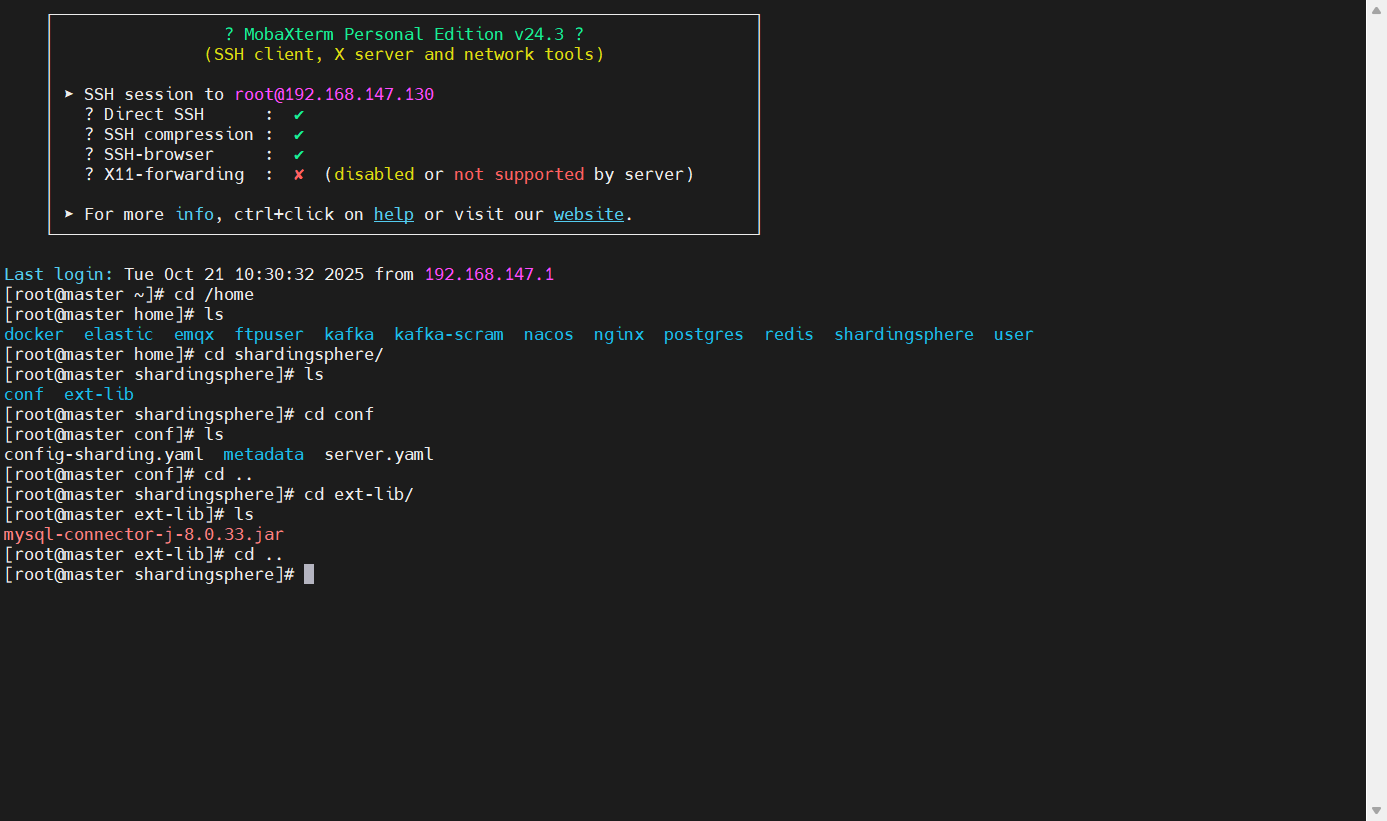 ? MobaXterm Personal Edition v24.3 ?
(SSH client, X server and network tools)
➤ SSH session to root@192.168.147.130
? Direct SSH      :  ✔
? SSH compression :  ✔
? SSH-browser     :  ✔
? X11-forwarding  :  ✘  (disabled or not supported by server)
➤ For more info, ctrl+click on help or visit our website.
Last login: Tue Oct 21 10:30:32 2025 from 192.168.147.1
[root@master ~]# cd /home
[root@master home]# ls
docker  elastic  emqx  ftpuser  kafka  kafka-scram  nacos  nginx  postgres  redis  shardingsphere  user
[root@master home]# cd shardingsphere/
[root@master shardingsphere]# ls
conf  ext-lib
[root@master shardingsphere]# cd conf
[root@master conf]# ls
config-sharding.yaml  metadata  server.yaml
[root@master conf]# cd ..
[root@master shardingsphere]# cd ext-lib/
[root@master ext-lib]# ls
mysql-connector-j-8.0.33.jar
[root@master ext-lib]# cd ..
[root@master shardingsphere]#